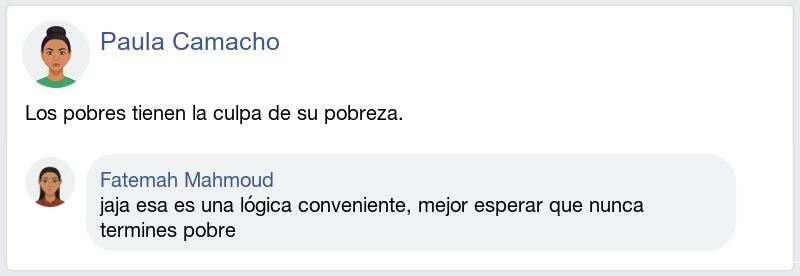 Paula Camacho
Los pobres tienen la culpa de su pobreza.
Fatemah Mahmoud
jaja esa es una lógica conveniente, mejor esperar que nunca
termines pobre